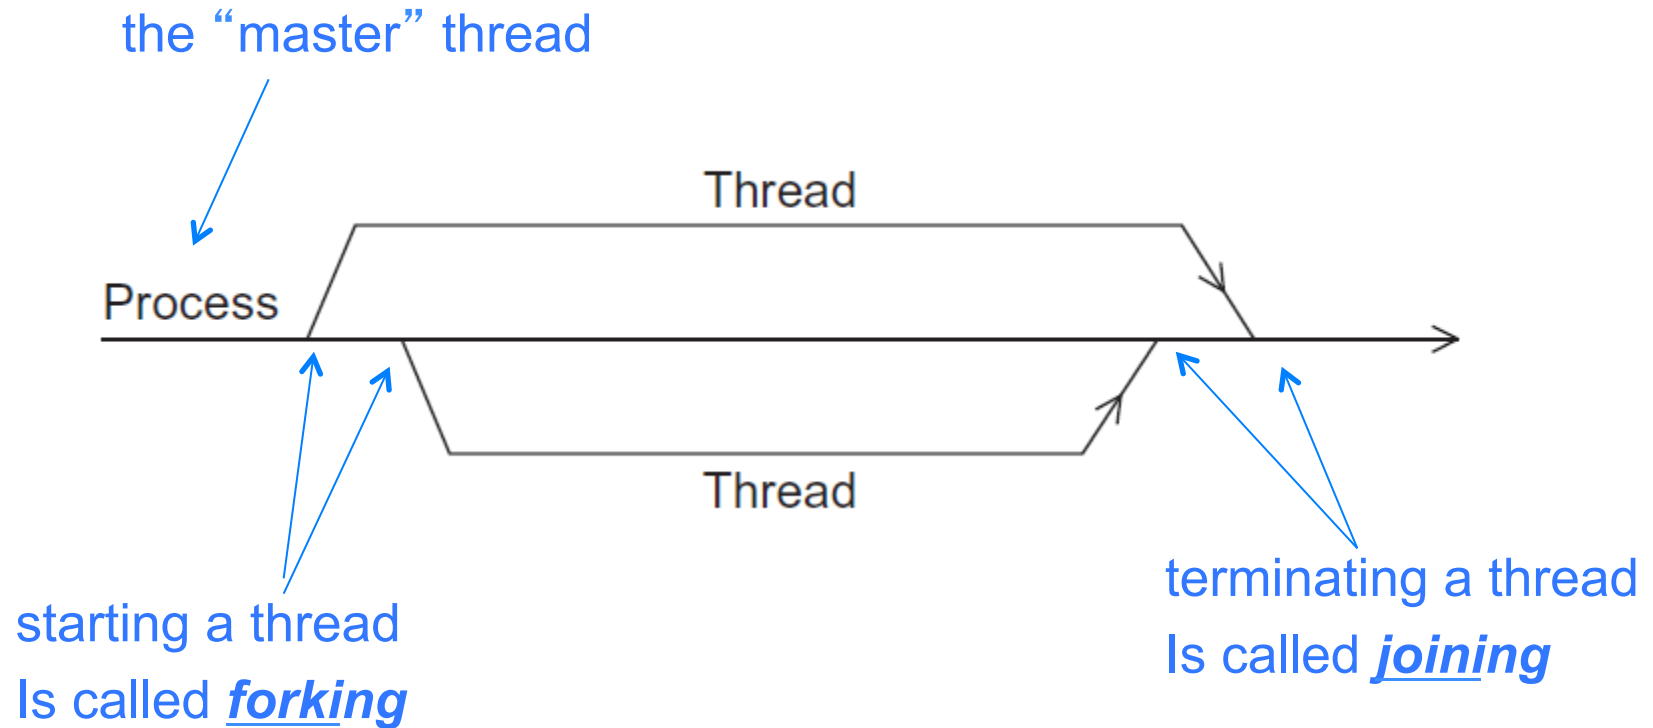 the “master” thread
Thread
Process
Thread
starting a thread
Is called forking
terminating a thread
Is called joining